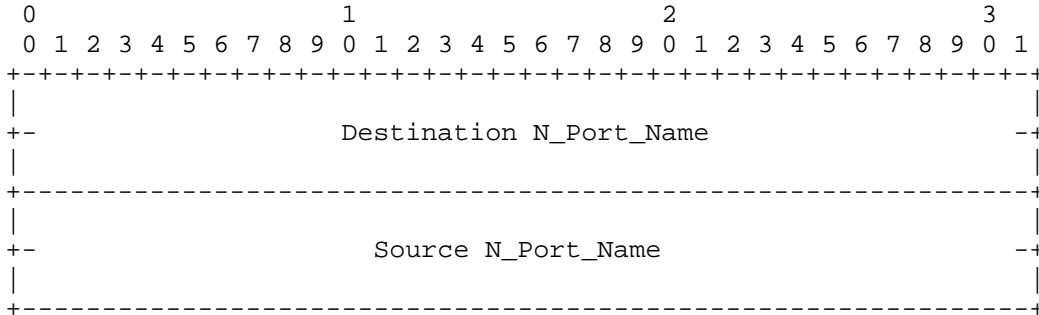 0                   1                   2                   3
 0 1 2 3 4 5 6 7 8 9 0 1 2 3 4 5 6 7 8 9 0 1 2 3 4 5 6 7 8 9 0 1
+-+-+-+-+-+-+-+-+-+-+-+-+-+-+-+-+-+-+-+-+-+-+-+-+-+-+-+-+-+-+-+-+
|                                                               |
+-                   Destination N_Port_Name                   -+
|                                                               |
+---------------------------------------------------------------+
|                                                               |
+-                     Source N_Port_Name                      -+
|                                                               |
+---------------------------------------------------------------+